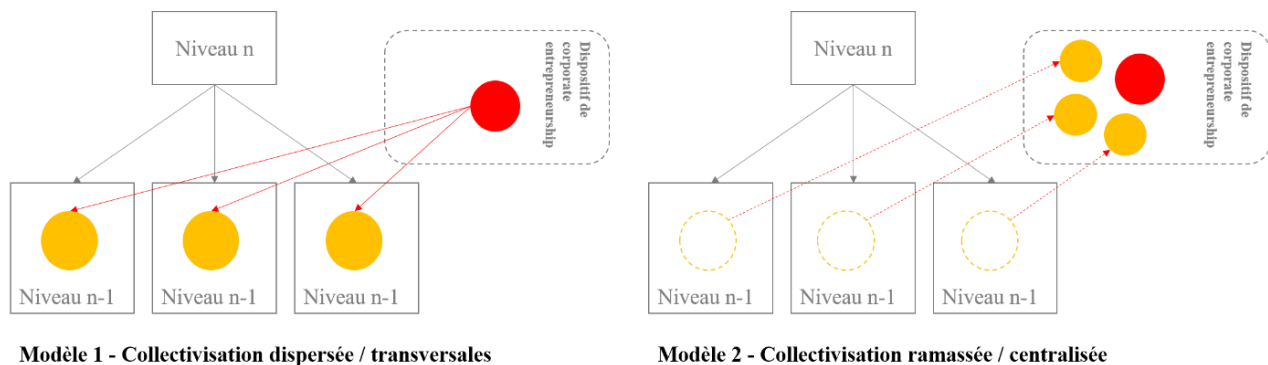 Niveau n
Dispositif de
corporate
entrepreneurship
Niveau n-1
Niveau n-1
Niveau n-1
Modèle 1 - Collectivisation dispersée / transversales
Niveau n
Dispositif de
corporate
entrepreneurship
Niveau n-1
Niveau n-1
Niveau n-1
Modèle 2 - Collectivisation ramassée / centralisée